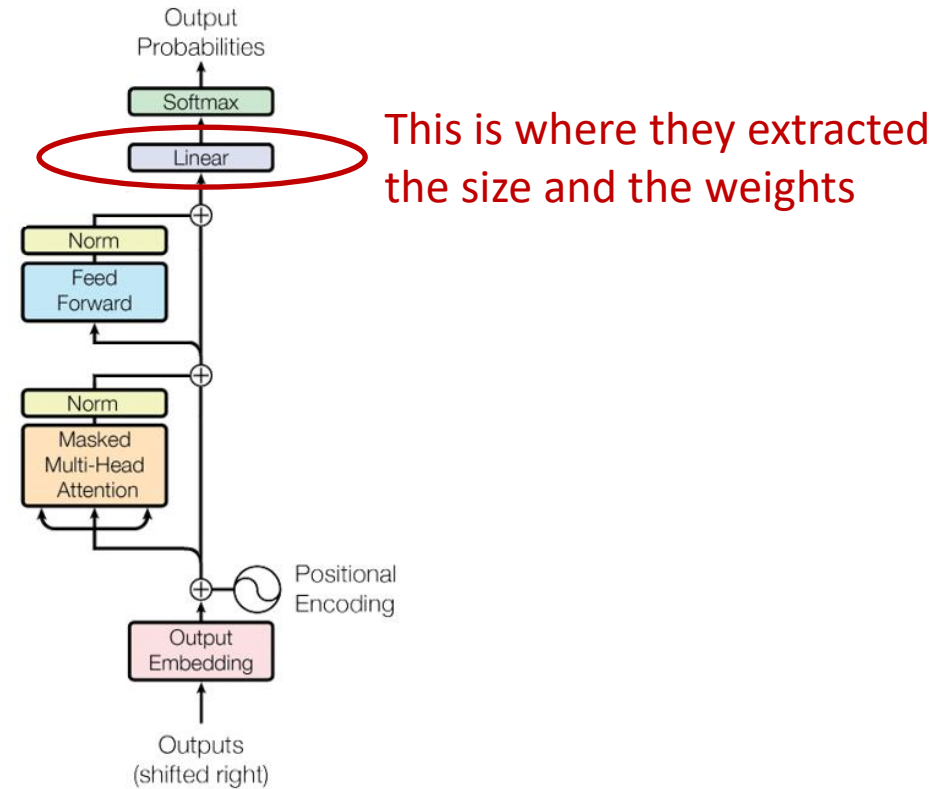 Output
Probabilities
Softmax
Linear
This is where they extracted
the size and the weights
Norm
Feed
Forward
Norm
Masked
Multi-Head
Attention
Positional
Encoding
Output
Embedding
Outputs
(shifted right)